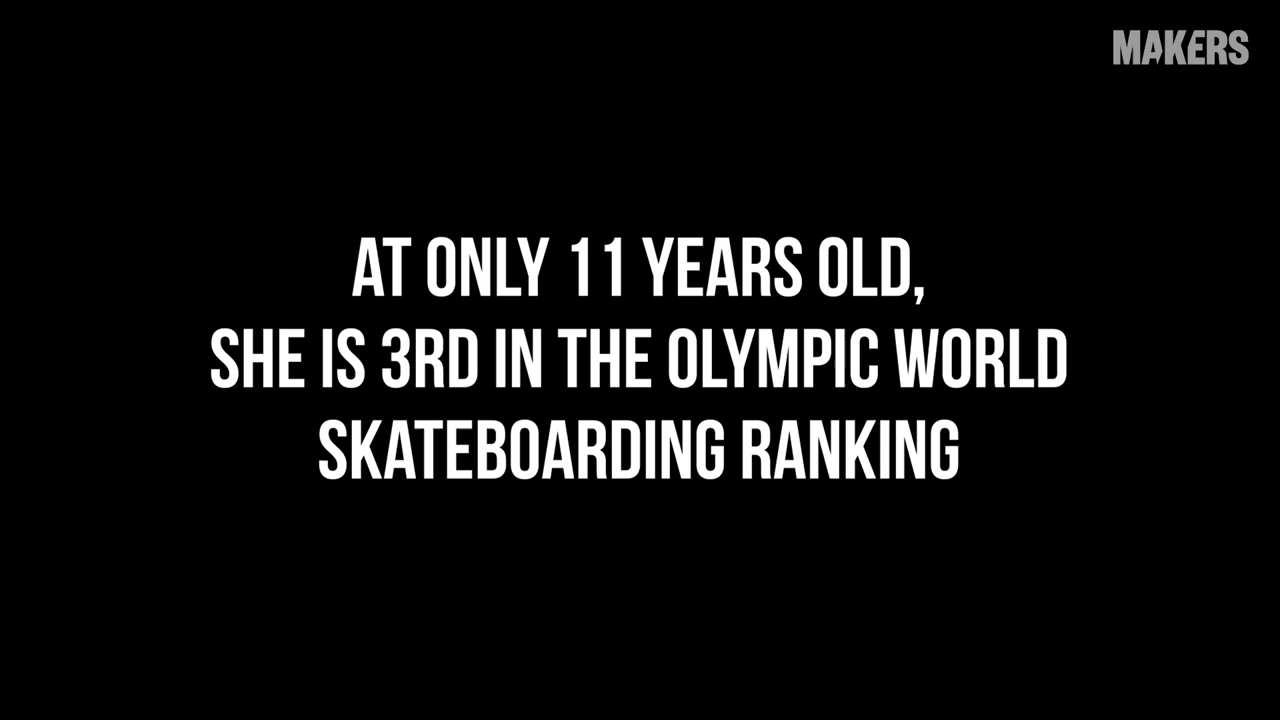 MAKERS
AT ONLY 11 YEARS OLD,
SHE IS 3RD IN THE OLYMPIC WORLD
SKATEBOARDING RANKING